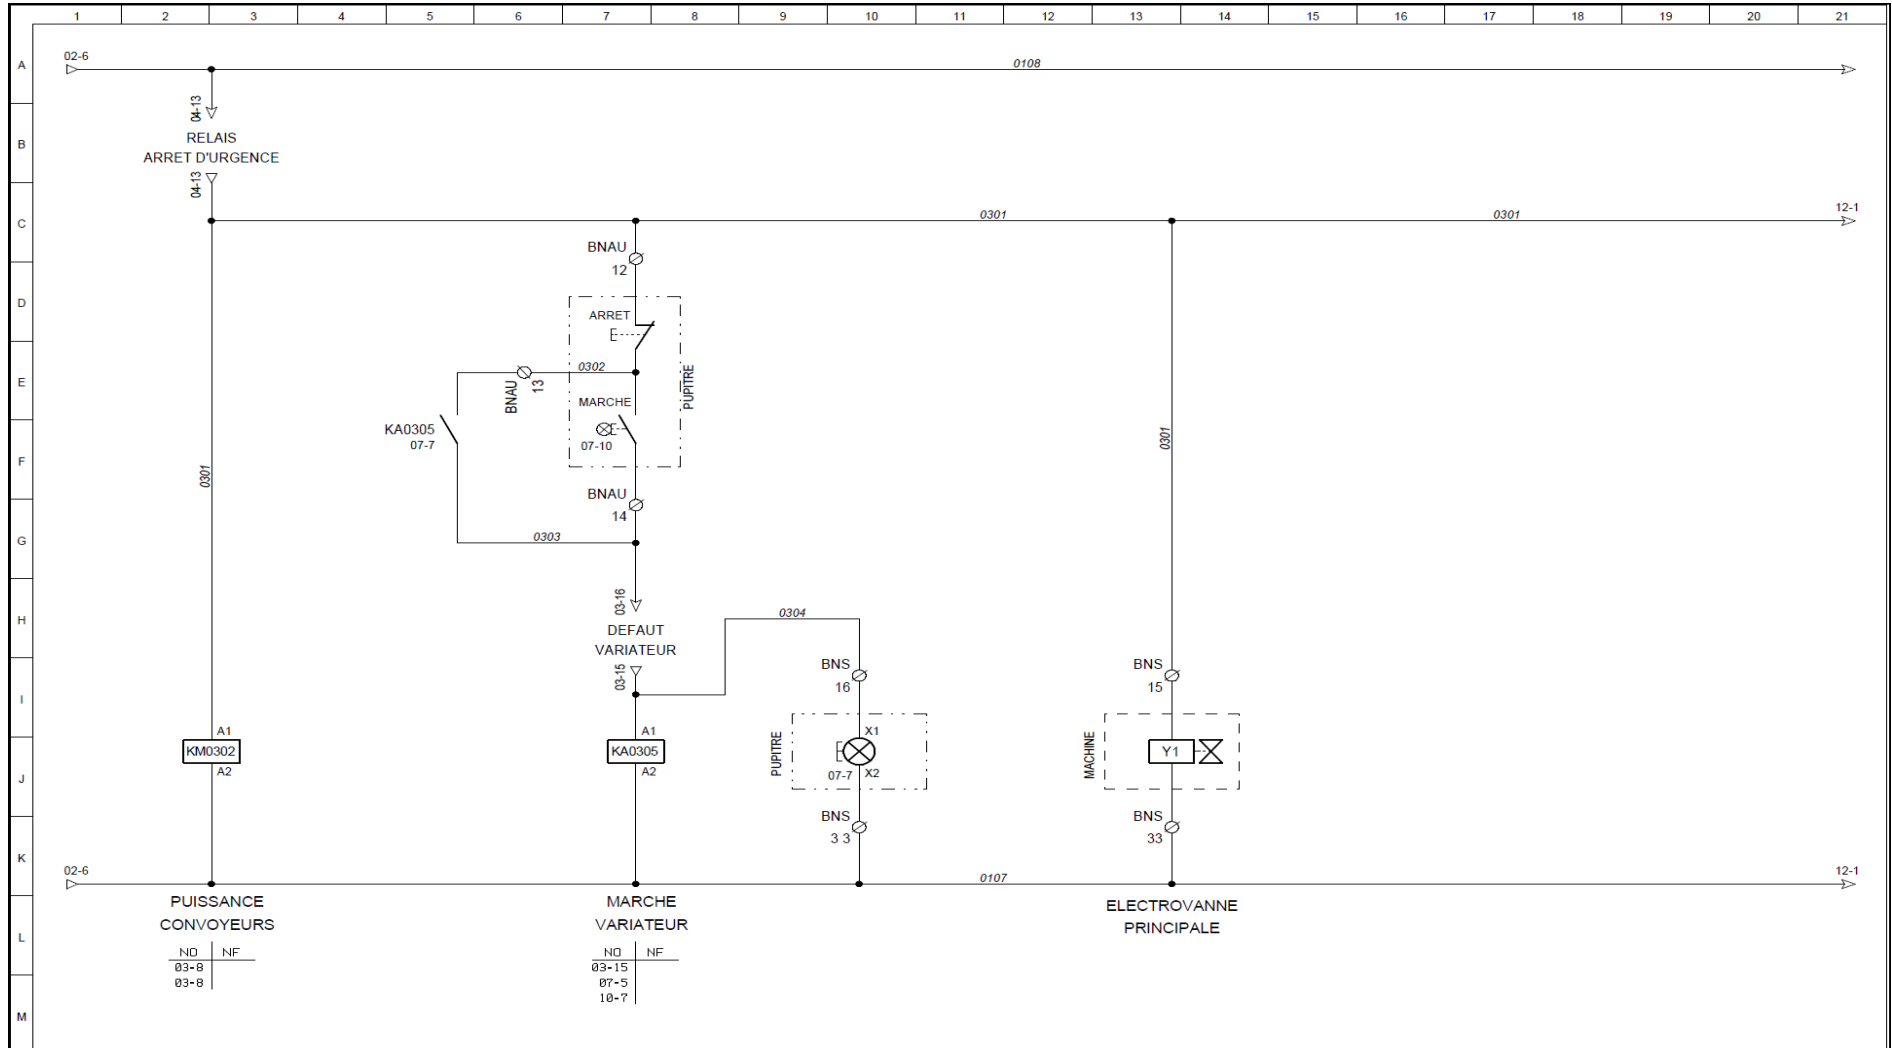 1 2 3 4 5 6 7 8 9 10 11 12 13 14 15 16 17 18 19 20 21
A
02-6
0108
04-13
B
RELAIS
ARRET D'URGENCE
04-13
C
0301
0301
12-1
BNAU
12
D
ARRET
E
BNAU
13
0302
PUPITRE
MARCHE
KA0305
07-7
07-10
F
0301
0301
BNAU
14
G
0303
03-16
H
DEFAUT
VARIATEUR
0304
03-15
BNS
16
BNS
15
I
A1
KM0302
A2
A1
KA0305
A2
PUPITRE
X1
07-7
X2
MACHINE
Y1
J
BNS
3 3
BNS
33
K
02-6
0107
12-1
PUISSANCE
CONVOYEURS
MARCHE
VARIATEUR
ELECTROVANNE
PRINCIPALE
L
NO NF
03-8
03-8
NO NF
03-15
07-5
10-7
M